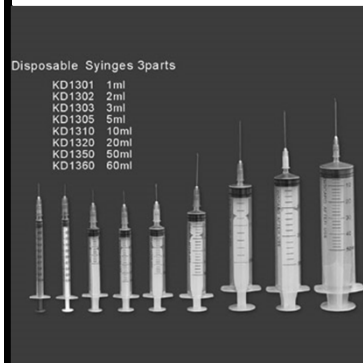 Disposable Syinges 3parts
KD1301 1ml
KD1302 2ml
KD1303 3ml
KD1305 5ml
KD1310 10ml
KD1320 20ml
KD1350 50ml
KD1360 60ml